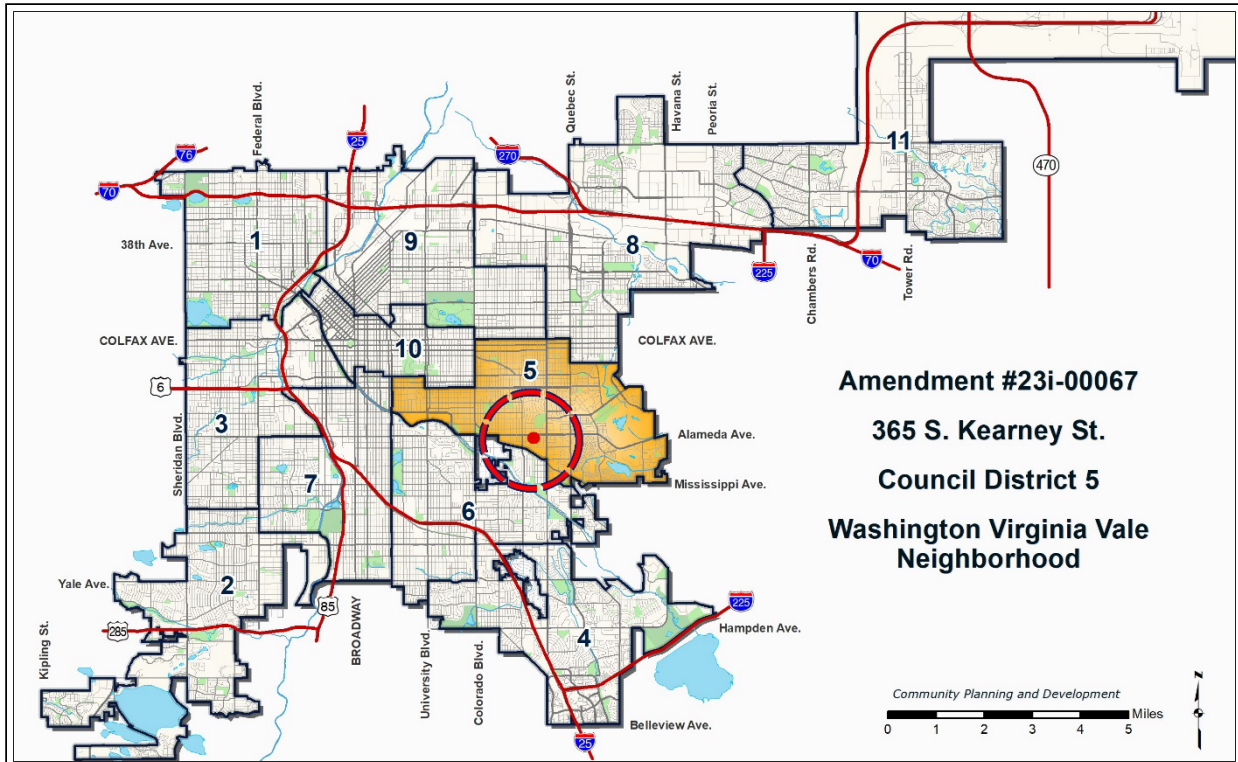 Federal Blvd.
Quebec St.
Havana St.
Peoria St.
76
25
270
70
11
470
38th Ave.
1
9
8
225
70
Chambers Rd.
Tower Rd.
COLFAX AVE.
10
COLFAX AVE.
5
6
Sheridan Blvd.
3
Alameda Ave.
7
Mississippi Ave.
6
Amendment #23i-00067
365 S. Kearney St.
Council District 5
Washington Virginia Vale
Neighborhood
Yale Ave.
2
85
225
285
BROADWAY
Hampden Ave.
4
Kipling St.
University Blvd.
Colorado Blvd.
Belleview Ave.
25
Community Planning and Development
Miles
0 1 2 3 4 5
N